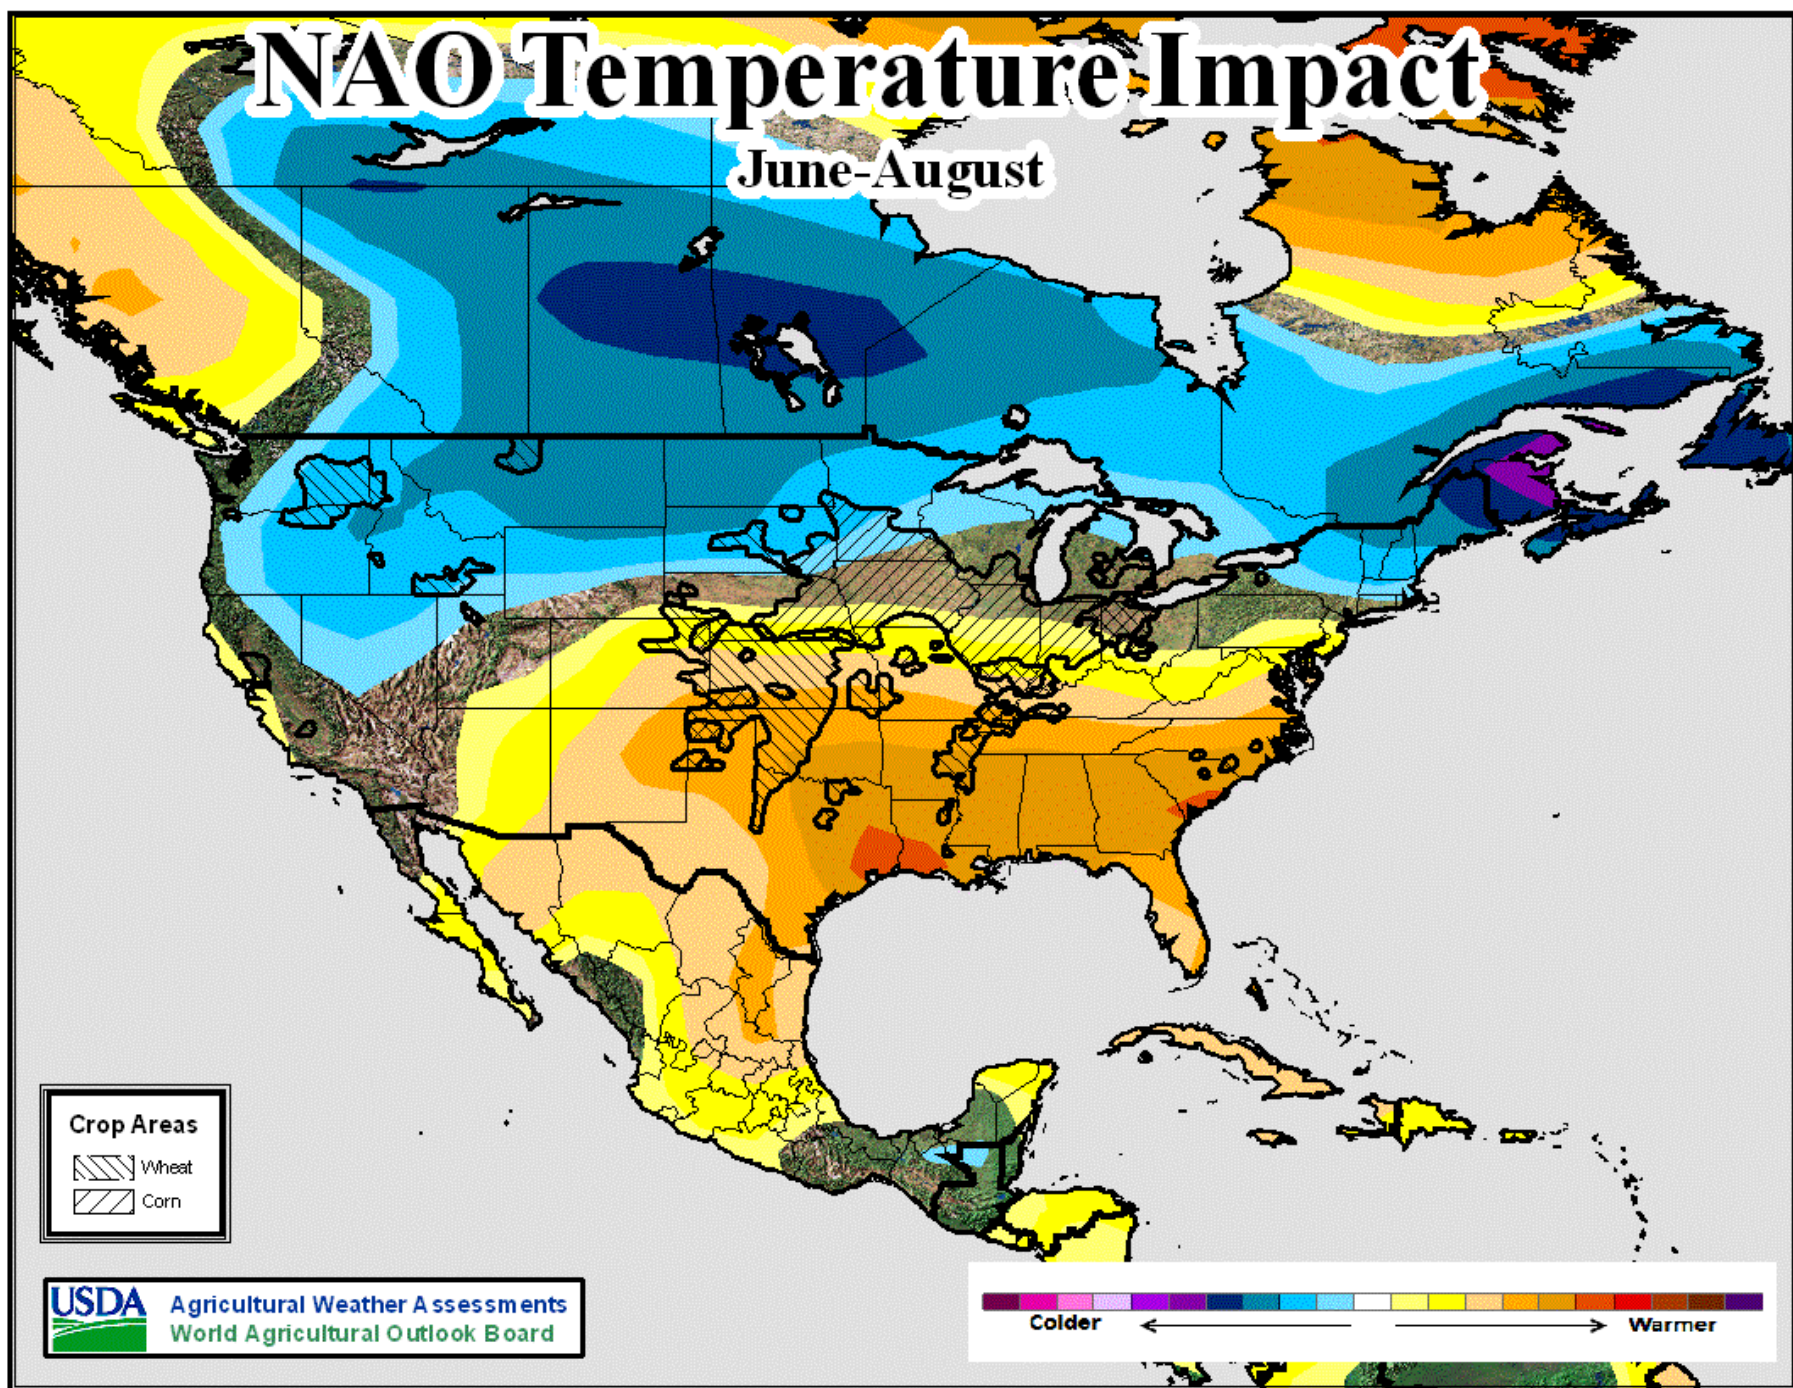 NAO Temperature Impact
June-August
Crop Areas
Wheat
Corn
USDA
Agricultural Weather Assessments
World Agricultural Outlook Board
Colder
Warmer